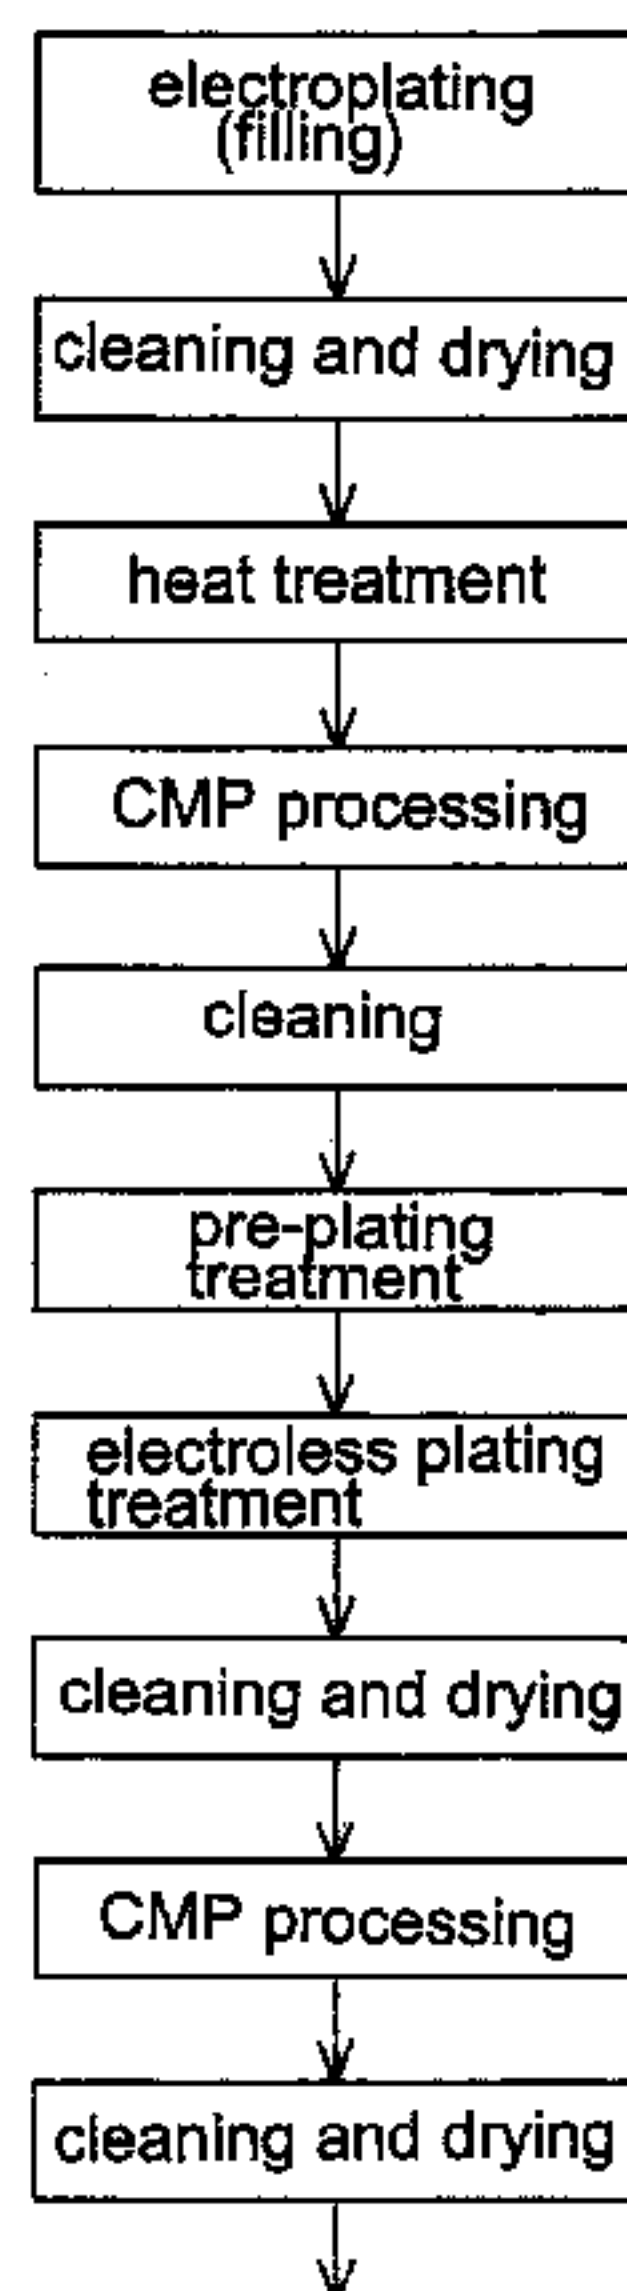 electroplating
(filling)
cleaning and drying
heat treatment
CMP processing
cleaning
pre-plating
treatment
electroless plating
treatment
cleaning and drying
CMP processing
cleaning and drying